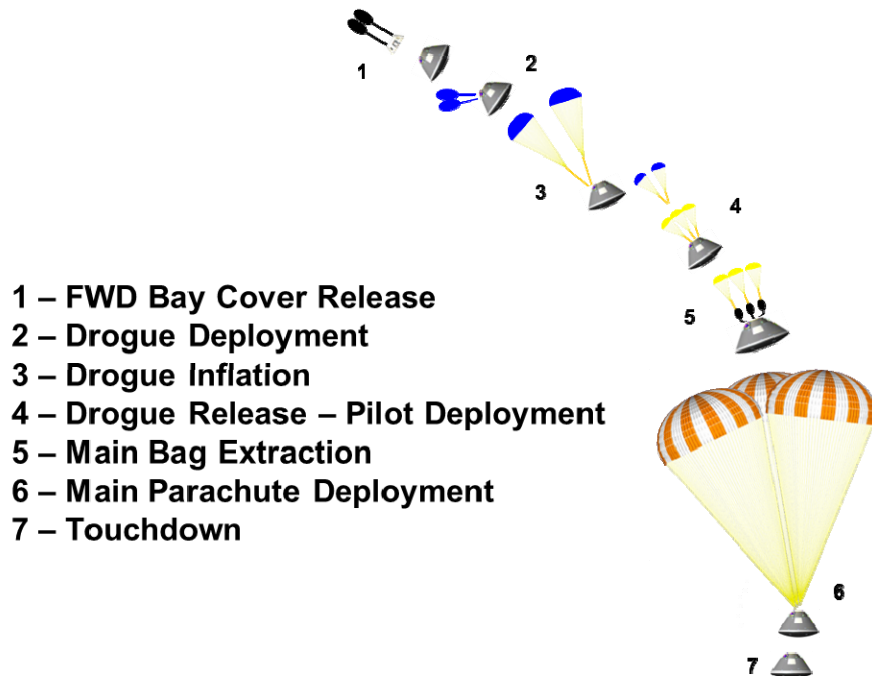 1
2
3
4
5
1 – FWD Bay Cover Release
2 – Drogue Deployment
3 – Drogue Inflation
4 – Drogue Release – Pilot Deployment
5 – Main Bag Extraction
6 – Main Parachute Deployment
7 – Touchdown
6
7